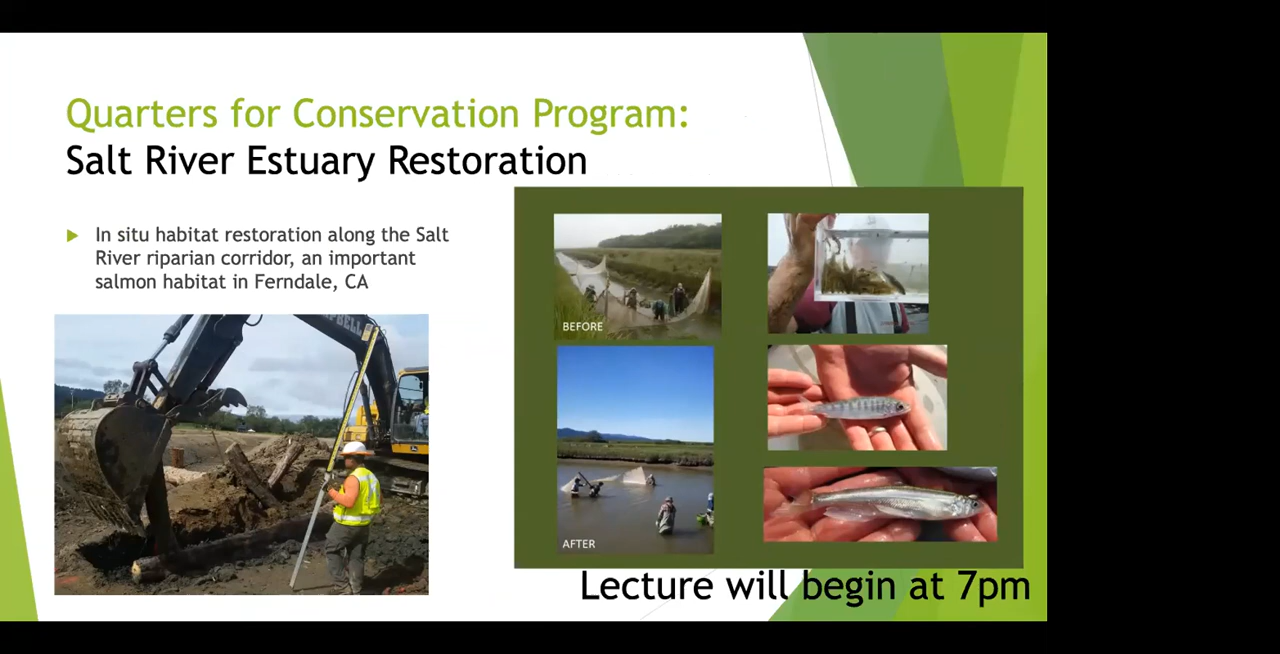 Quarters for Conservation Program:
Salt River Estuary Restoration
In situ habitat restoration along the Salt
River riparian corridor, an important
salmon habitat in Ferndale, CA
CAMPBELL
BEFORE
AFTER
Lecture will begin at 7pm